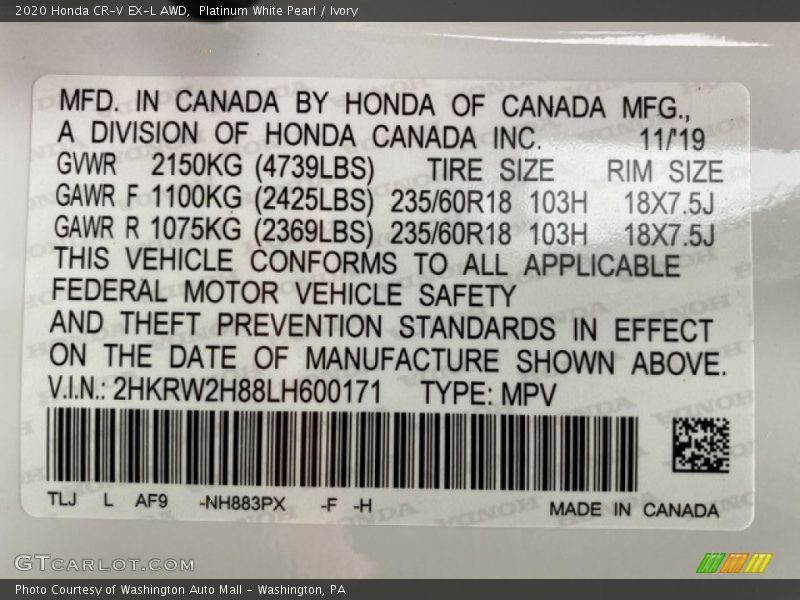 2020 Honda CR-V EX-L AWD, Platinum White Pearl / Ivory
MFD. IN CANADA BY HONDA OF CANADA MFG.,
A DIVISION OF HONDA CANADA INC. 11/19
GVWR 2150KG (4739LBS) TIRE SIZE RIM SIZE
GAWR F 1100KG (2425LBS) 235/60R18 103H 18X7.5J
GAWR R 1075KG (2369LBS) 235/60R18 103H 18X7.5J
THIS VEHICLE CONFORMS TO ALL APPLICABLE
FEDERAL MOTOR VEHICLE SAFETY
AND THEFT PREVENTION STANDARDS IN EFFECT
ON THE DATE OF MANUFACTURE SHOWN ABOVE.
V.I.N.: 2HKRW2H88LH600171 TYPE: MPV
TLJ L AF9 -NH883PX -F -H
MADE IN CANADA
GTCARLOT.COM
Photo Courtesy of Washington Auto Mall - Washington, PA